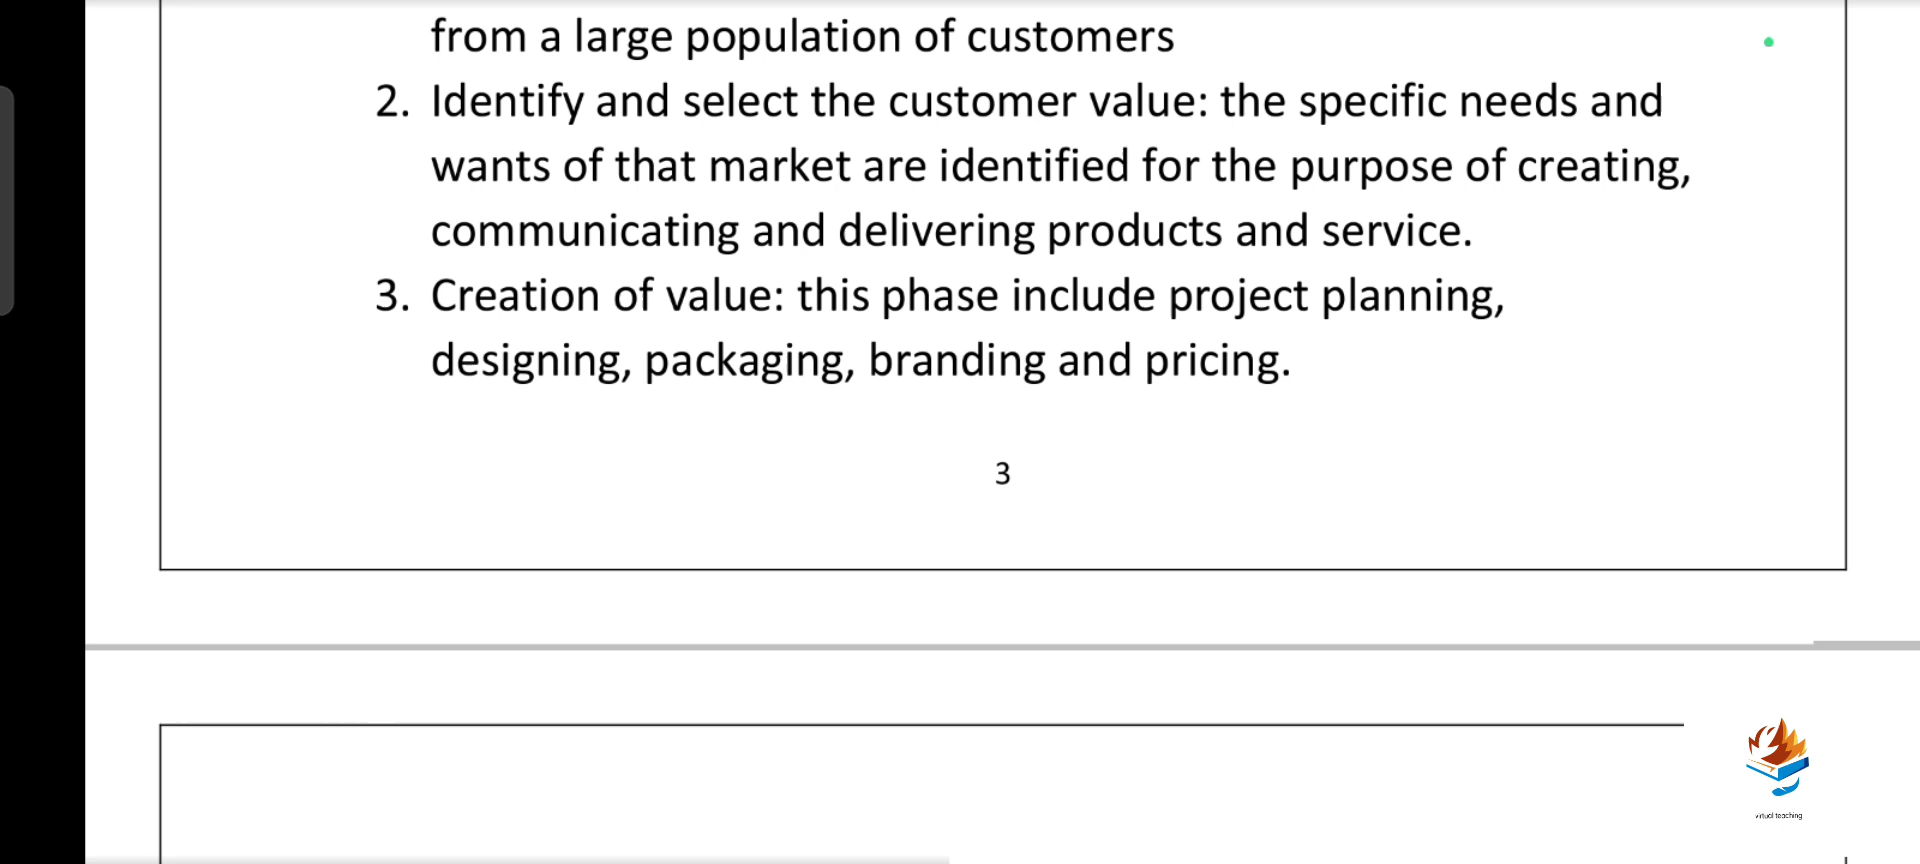 from a large population of customers
2. Identify and select the customer value: the specific needs and
wants of that market are identified for the purpose of creating,
communicating and delivering products and service.
3. Creation of value: this phase include project planning,
designing, packaging, branding and pricing.
3
virtual teaching